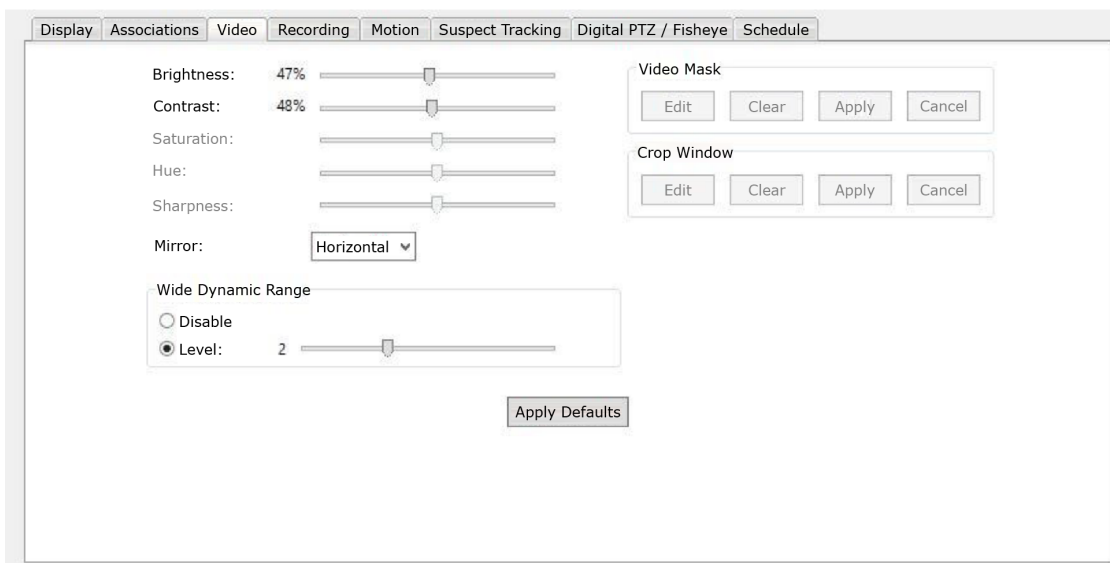 Display Associations Video Recording Motion Suspect Tracking Digital PTZ / Fisheye Schedule
Brightness: 47%
Contrast: 48%
Saturation:
Hue:
Sharpness:
Mirror: Horizontal
Wide Dynamic Range
Disable
Level: 2
Video Mask
Edit Clear Apply Cancel
Crop Window
Edit Clear Apply Cancel
Apply Defaults